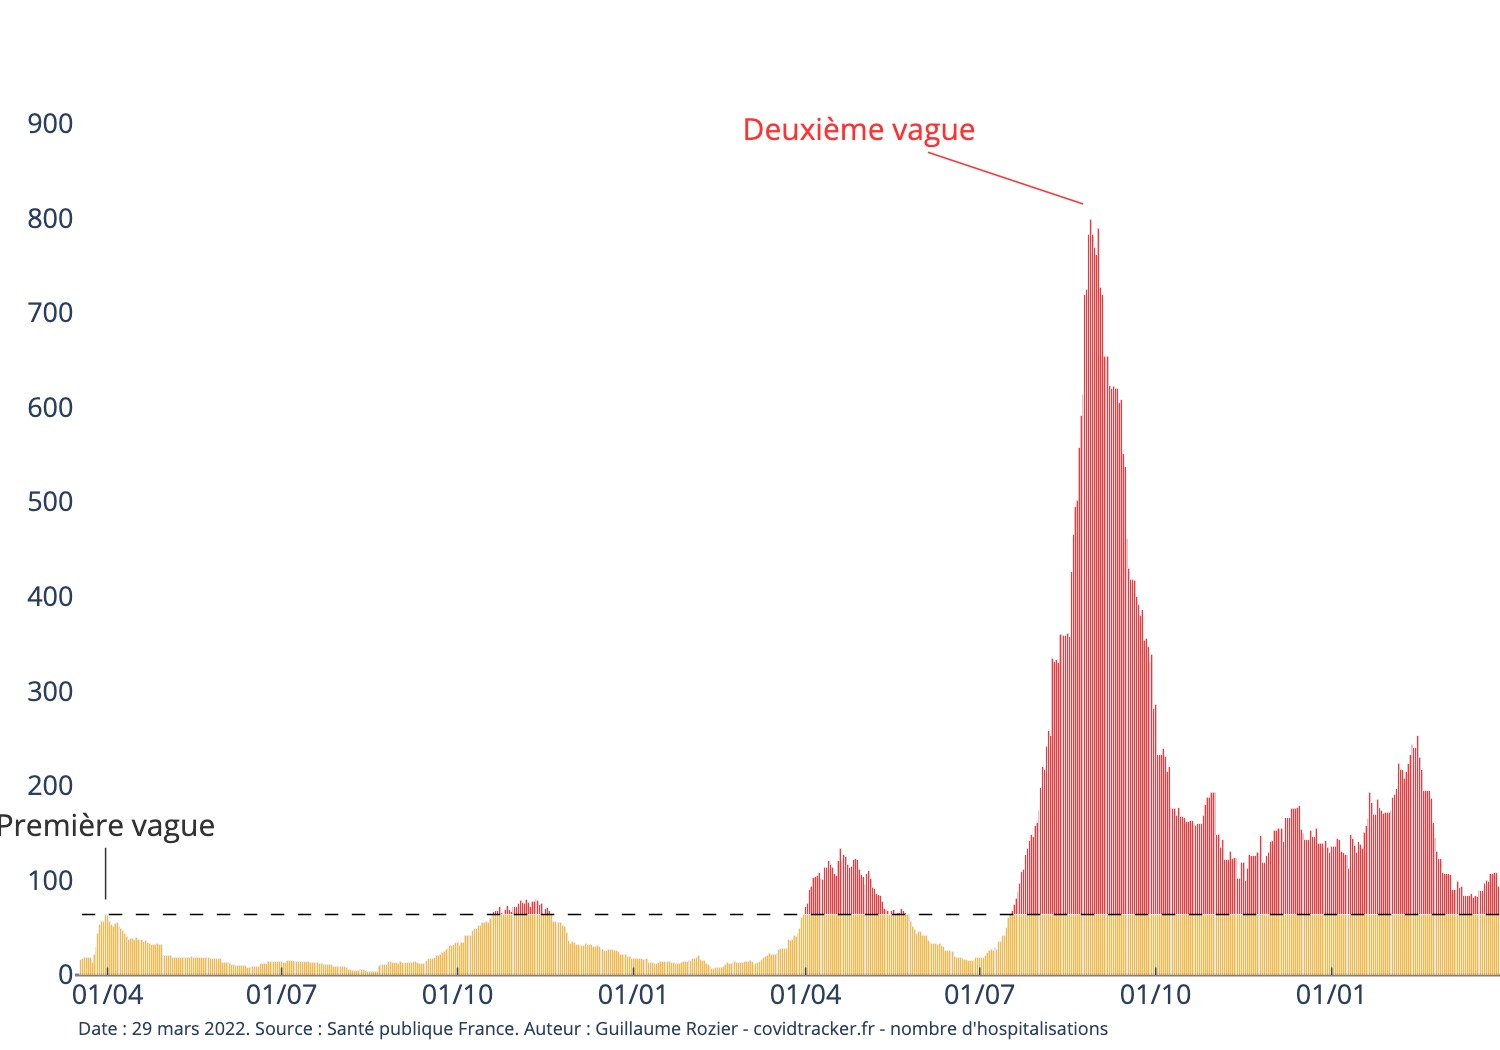 900
Deuxième vague
800
700
600
500
400
300
200
Première vague
100
0
01/04 01/07 01/10 01/01 01/04 01/07 01/10 01/01
Date : 29 mars 2022. Source : Santé publique France. Auteur : Guillaume Rozier - covidtracker.fr - nombre d'hospitalisations